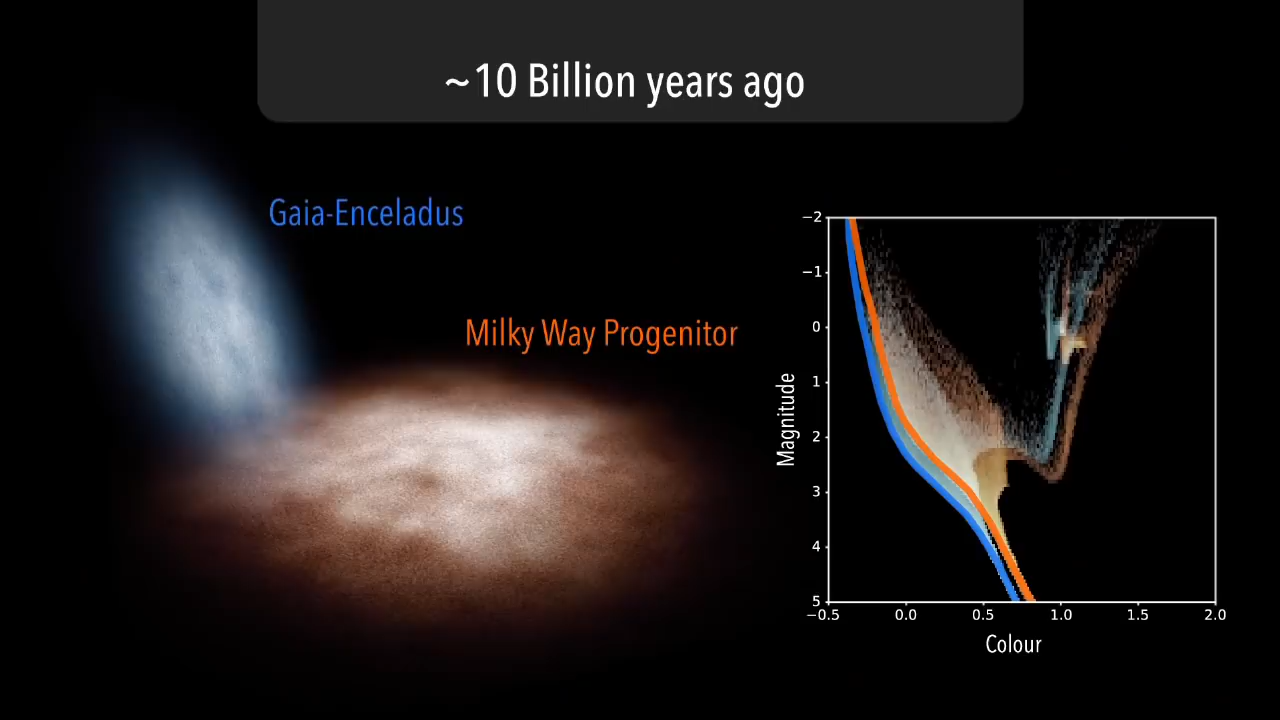 ~10 Billion years ago
Gaia-Enceladus
Milky Way Progenitor
Magnitude
−2
−1
0
1
2
3
4
5
−0.5 0.0 0.5 1.0 1.5 2.0
Colour